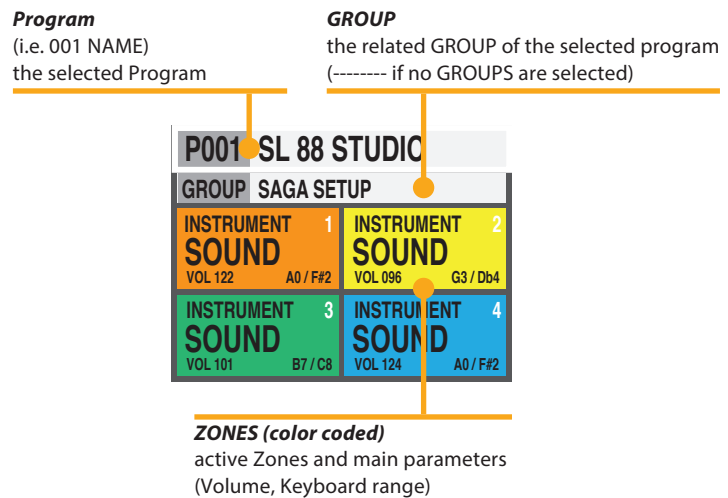 Program
(i.e. 001 NAME)
the selected Program
GROUP
the related GROUP of the selected program
(-------- if no GROUPS are selected)
P001 SL 88 STUDIO
GROUP SAGA SETUP
INSTRUMENT 1
SOUND
VOL 122 A0 / F#2
INSTRUMENT 2
SOUND
VOL 096 G3 / Db4
INSTRUMENT 3
SOUND
VOL 101 B7 / C8
INSTRUMENT 4
SOUND
VOL 124 A0 / F#2
ZONES (color coded)
active Zones and main parameters
(Volume, Keyboard range)